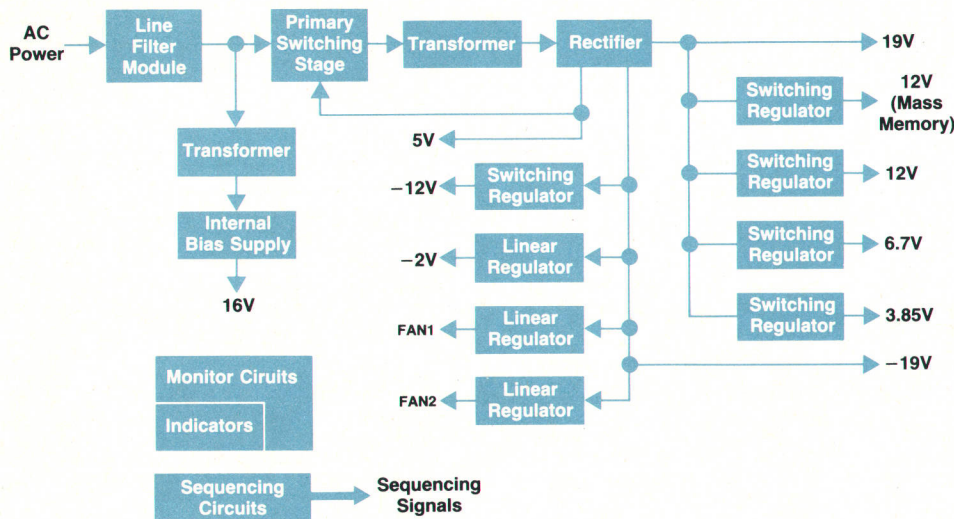 AC
Power
Line
Filter
Module
Primary
Switching
Stage
Transformer
Rectifier
19V
Switching
Regulator
12V
(Mass
Memory)
5V
Transformer
−12V
Switching
Regulator
Switching
Regulator
12V
Internal
Bias Supply
−2V
Linear
Regulator
Switching
Regulator
6.7V
16V
FAN1
Linear
Regulator
Switching
Regulator
3.85V
−19V
Monitor Ciruits
Indicators
FAN2
Linear
Regulator
Sequencing
Circuits
Sequencing
Signals